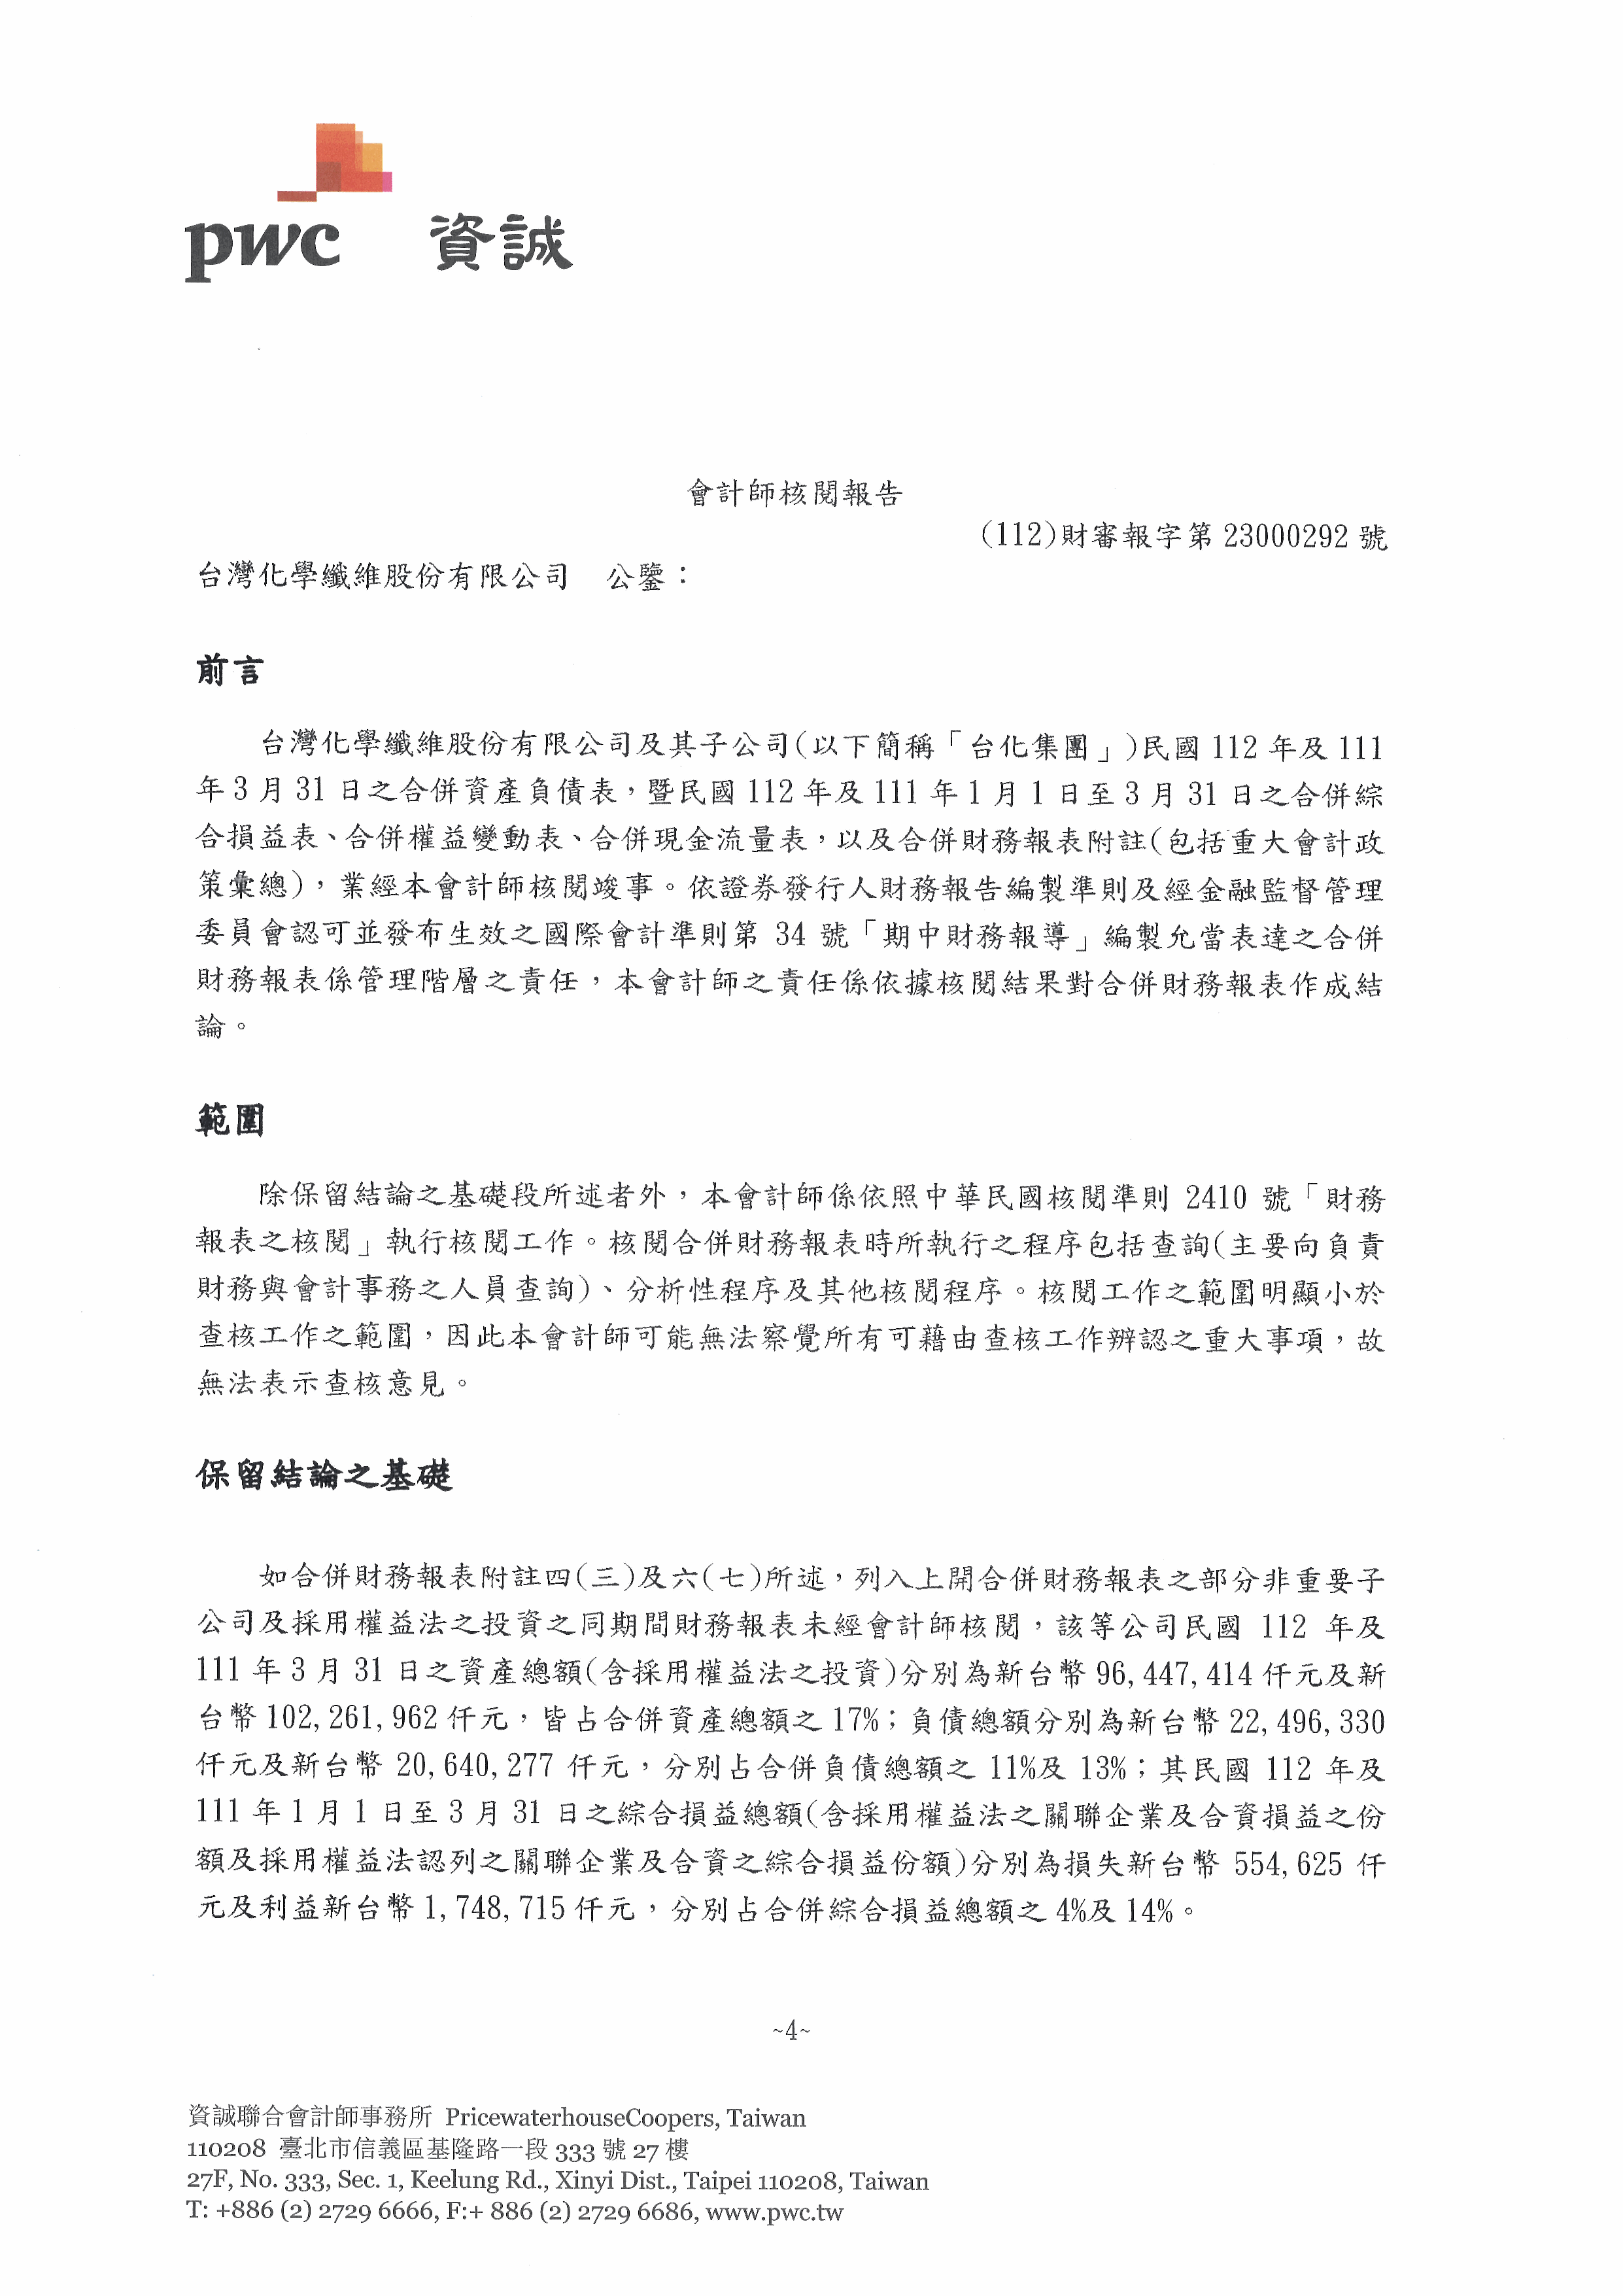 pwc 資誠
會計師核閱報告
(112)財審報字第 23000292 號
台灣化學纖維股份有限公司 公鑒：
前言
台灣化學纖維股份有限公司及其子公司(以下簡稱「台化集團」)民國 112 年及 111
年 3 月 31 日之合併資產負債表，暨民國 112 年及 111 年 1 月 1 日至 3 月 31 日之合併綜
合損益表、合併權益變動表、合併現金流量表，以及合併財務報表附註(包括重大會計政
策彙總)，業經本會計師核閱竣事。依證券發行人財務報告編製準則及經金融監督管理
委員會認可並發布生效之國際會計準則第 34 號「期中財務報導」編製允當表達之合併
財務報表係管理階層之責任，本會計師之責任係依據核閱結果對合併財務報表作成結
論。
範圍
除保留結論之基礎段所述者外，本會計師係依照中華民國核閱準則 2410 號「財務
報表之核閱」執行核閱工作。核閱合併財務報表時所執行之程序包括查詢(主要向負責
財務與會計事務之人員查詢)、分析性程序及其他核閱程序。核閱工作之範圍明顯小於
查核工作之範圍，因此本會計師可能無法察覺所有可藉由查核工作辨認之重大事項，故
無法表示查核意見。
保留結論之基礎
如合併財務報表附註四(三)及六(七)所述，列入上開合併財務報表之部分非重要子
公司及採用權益法之投資之同期間財務報表未經會計師核閱，該等公司民國 112 年及
111 年 3 月 31 日之資產總額(含採用權益法之投資)分別為新台幣 96,447,414 仟元及新
台幣 102,261,962 仟元，皆占合併資產總額之 17%；負債總額分別為新台幣 22,496,330
仟元及新台幣 20,640,277 仟元，分別占合併負債總額之 11%及 13%；其民國 112 年及
111 年 1 月 1 日至 3 月 31 日之綜合損益總額(含採用權益法之關聯企業及合資損益之份
額及採用權益法認列之關聯企業及合資之綜合損益份額)分別為損失新台幣 554,625 仟
元及利益新台幣 1,748,715 仟元，分別占合併綜合損益總額之 4%及 14%。
~4~
資誠聯合會計師事務所 PricewaterhouseCoopers, Taiwan
110208 臺北市信義區基隆路一段 333 號 27 樓
27F, No. 333, Sec. 1, Keelung Rd., Xinyi Dist., Taipei 110208, Taiwan
T: +886 (2) 2729 6666, F:+ 886 (2) 2729 6686, www.pwc.tw